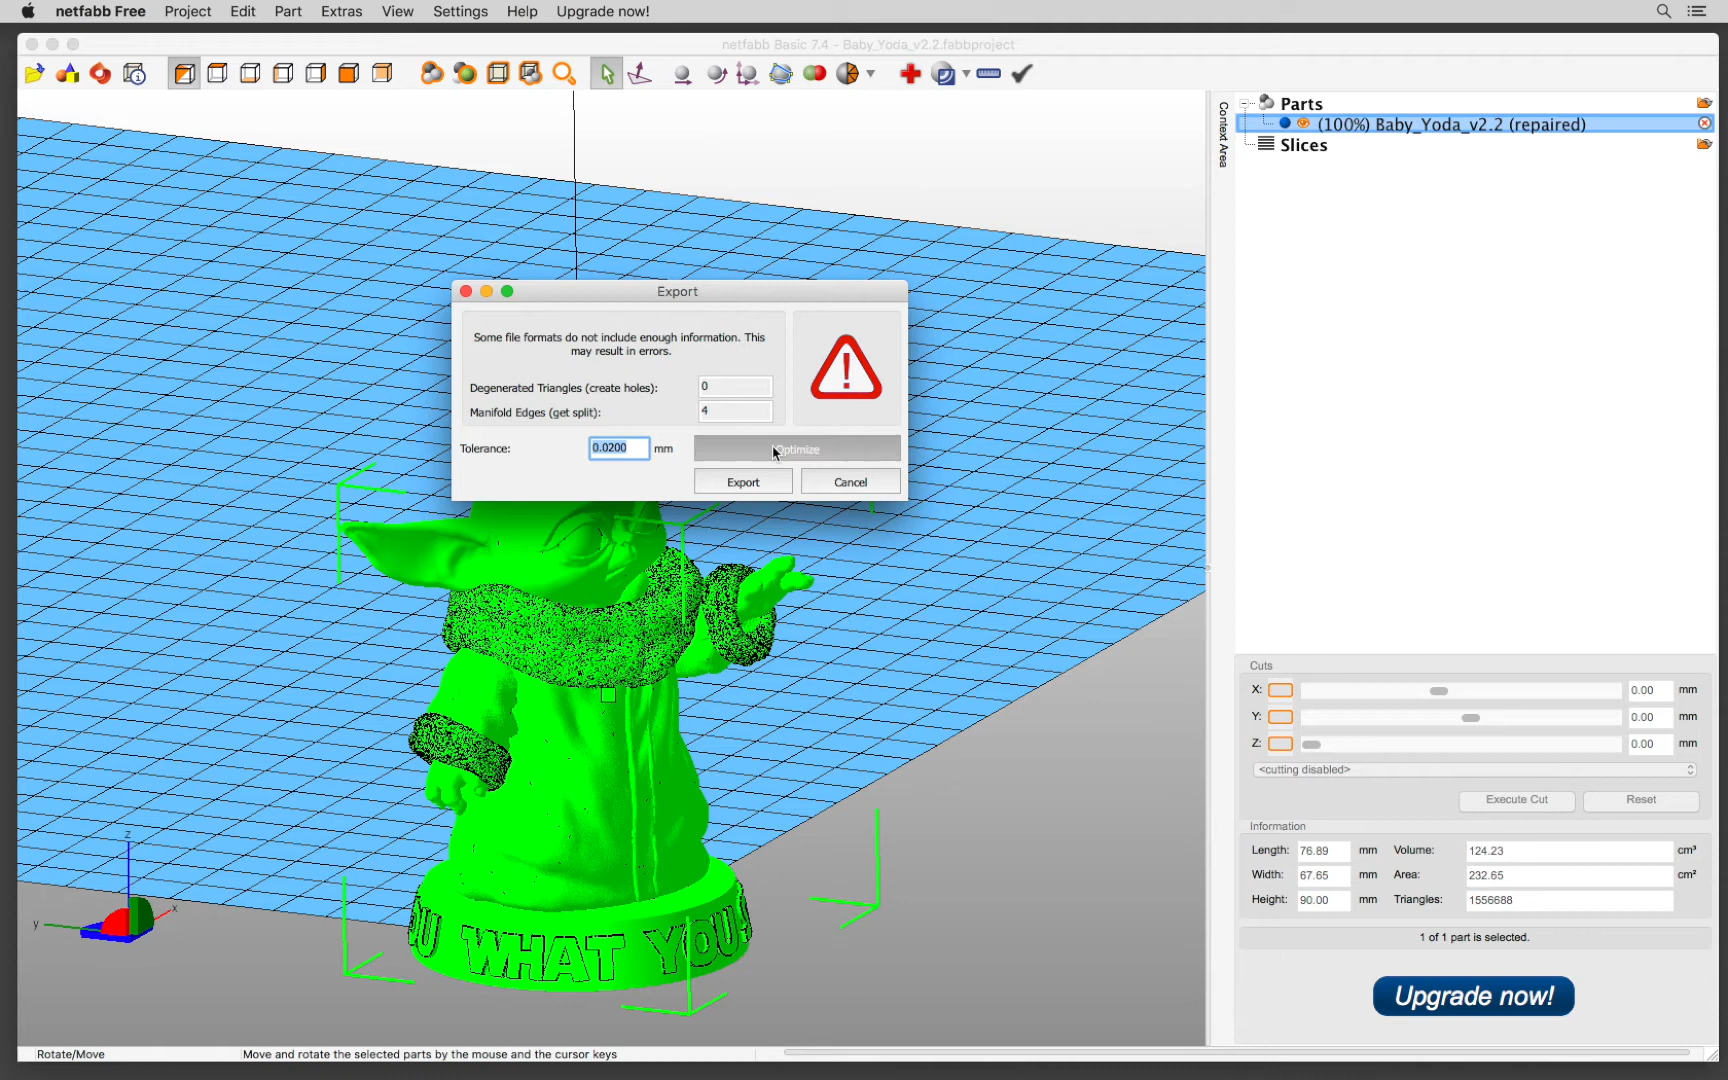 netfabb Free Project Edit Part Extras View Settings Help Upgrade now!
netfabb Basic 7.4 - Baby_Yoda_v2.2.fabbproject
Context Area
Parts
(100%) Baby_Yoda_v2.2 (repaired)
Slices
Export
Some file formats do not include enough information. This
may result in errors.
Degenerated Triangles (create holes): 0
Manifold Edges (get split): 4
Tolerance: 0.0200 mm Optimize
Export Cancel
U WHAT YOU
z
y
x
Cuts
X: 0.00 mm
Y: 0.00 mm
Z: 0.00 mm
<cutting disabled>
Execute Cut Reset
Information
Length: 76.89 mm Volume: 124.23 cm³
Width: 67.65 mm Area: 232.65 cm²
Height: 90.00 mm Triangles: 1556688
1 of 1 part is selected.
Upgrade now!
Rotate/Move Move and rotate the selected parts by the mouse and the cursor keys